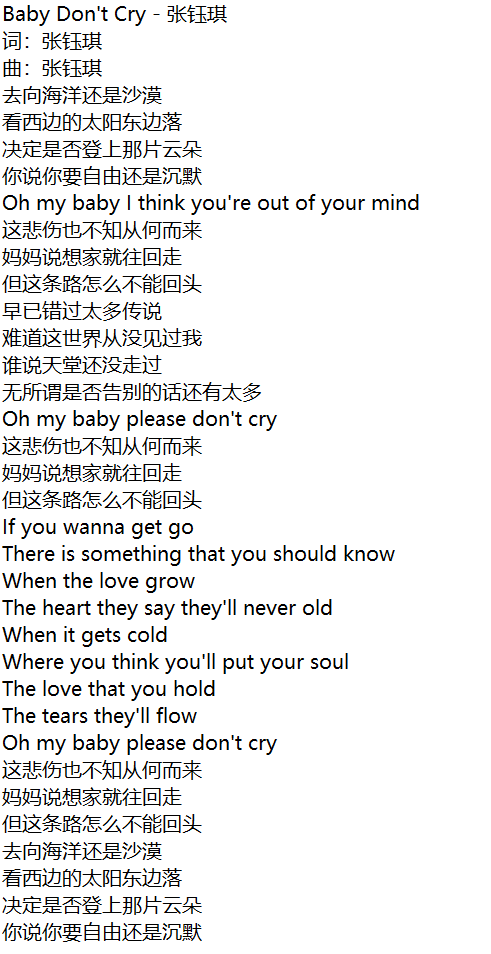 Baby Don't Cry - 张钰琪
词：张钰琪
曲：张钰琪
去向海洋还是沙漠
看西边的太阳东边落
决定是否登上那片云朵
你说你要自由还是沉默
Oh my baby I think you're out of your mind
这悲伤也不知从何而来
妈妈说想家就往回走
但这条路怎么不能回头
早已错过太多传说
难道这世界从没见过我
谁说天堂还没走过
无所谓是否告别的话还有太多
Oh my baby please don't cry
这悲伤也不知从何而来
妈妈说想家就往回走
但这条路怎么不能回头
If you wanna get go
There is something that you should know
When the love grow
The heart they say they'll never old
When it gets cold
Where you think you'll put your soul
The love that you hold
The tears they'll flow
Oh my baby please don't cry
这悲伤也不知从何而来
妈妈说想家就往回走
但这条路怎么不能回头
去向海洋还是沙漠
看西边的太阳东边落
决定是否登上那片云朵
你说你要自由还是沉默